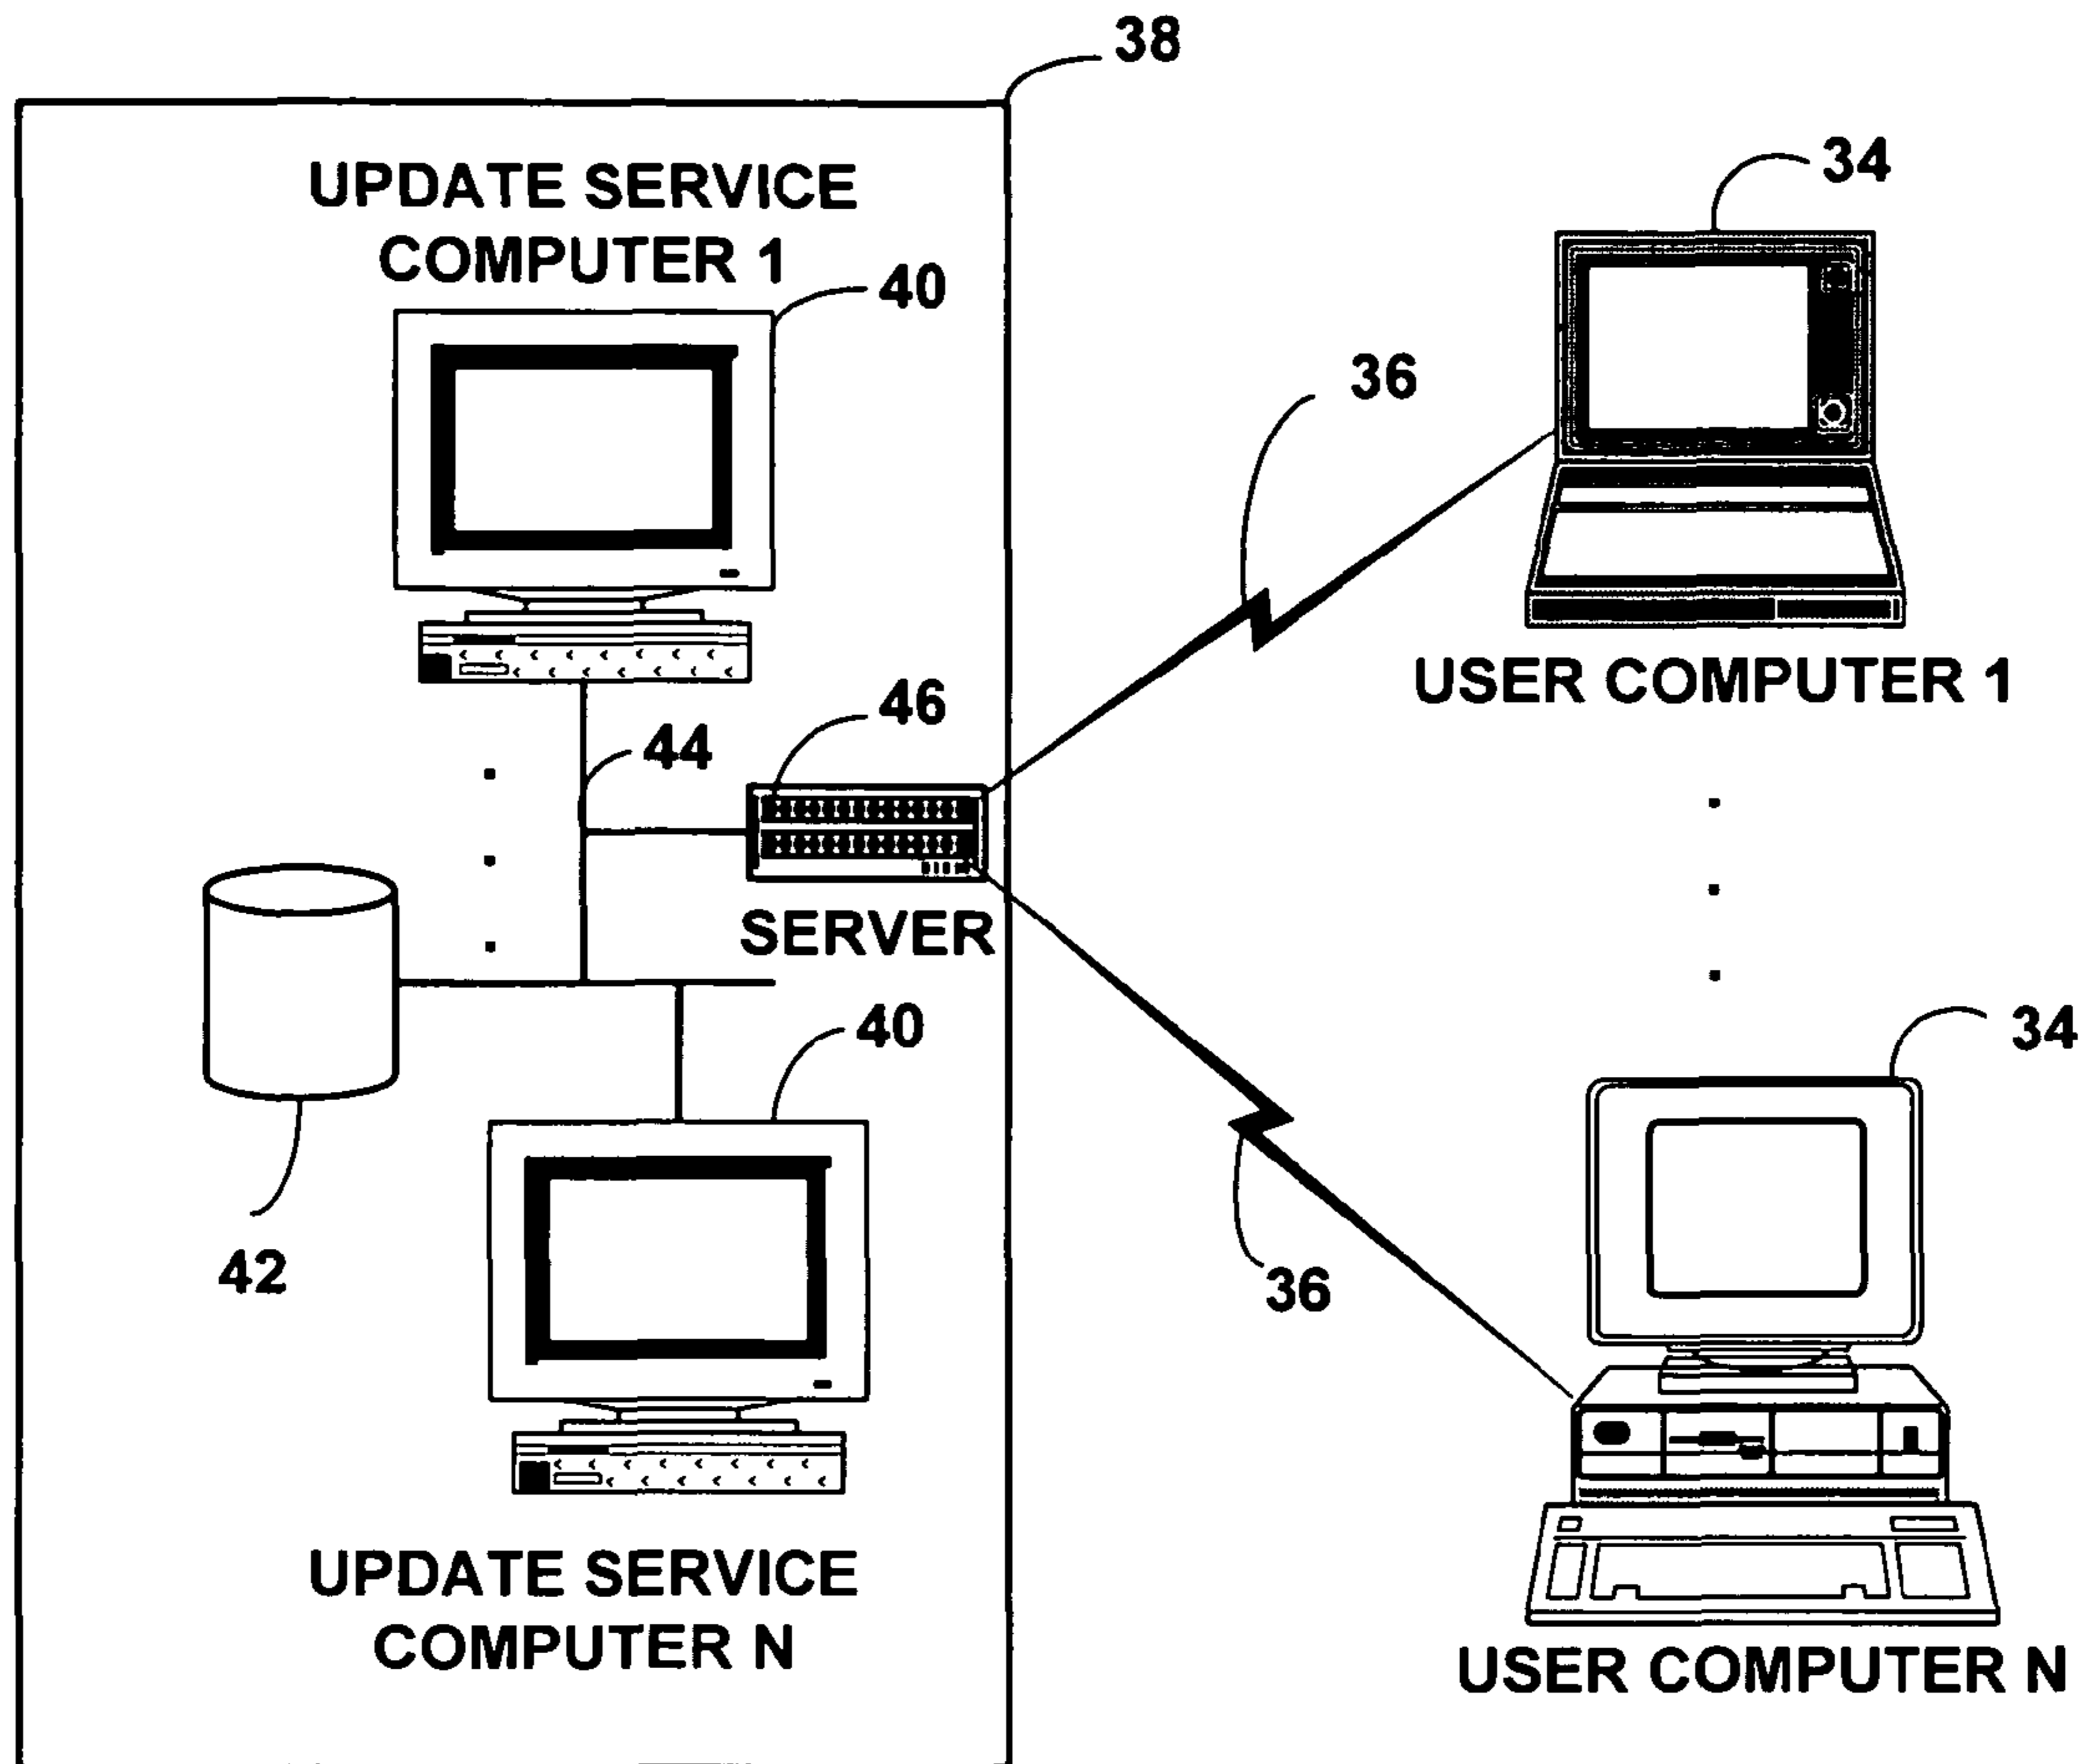 38
UPDATE SERVICE
COMPUTER 1
40
34
36
USER COMPUTER 1
46
44
SERVER
40
34
42
36
UPDATE SERVICE
COMPUTER N
USER COMPUTER N